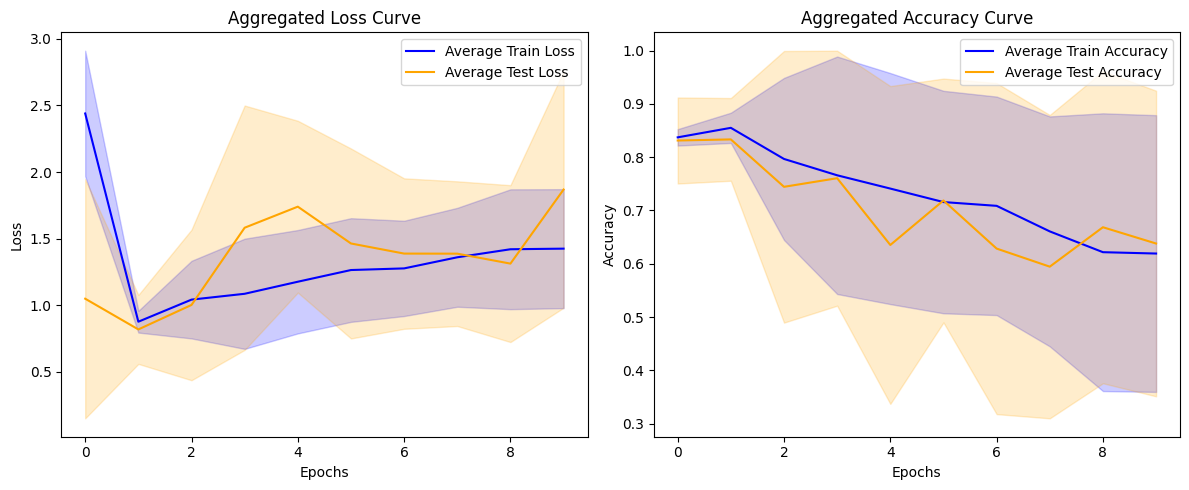 Aggregated Loss Curve
3.0
2.5
2.0
1.5
1.0
0.5
Loss
0 2 4 6 8
Epochs
Average Train Loss
Average Test Loss
Aggregated Accuracy Curve
1.0
0.9
0.8
0.7
0.6
0.5
0.4
0.3
Accuracy
0 2 4 6 8
Epochs
Average Train Accuracy
Average Test Accuracy